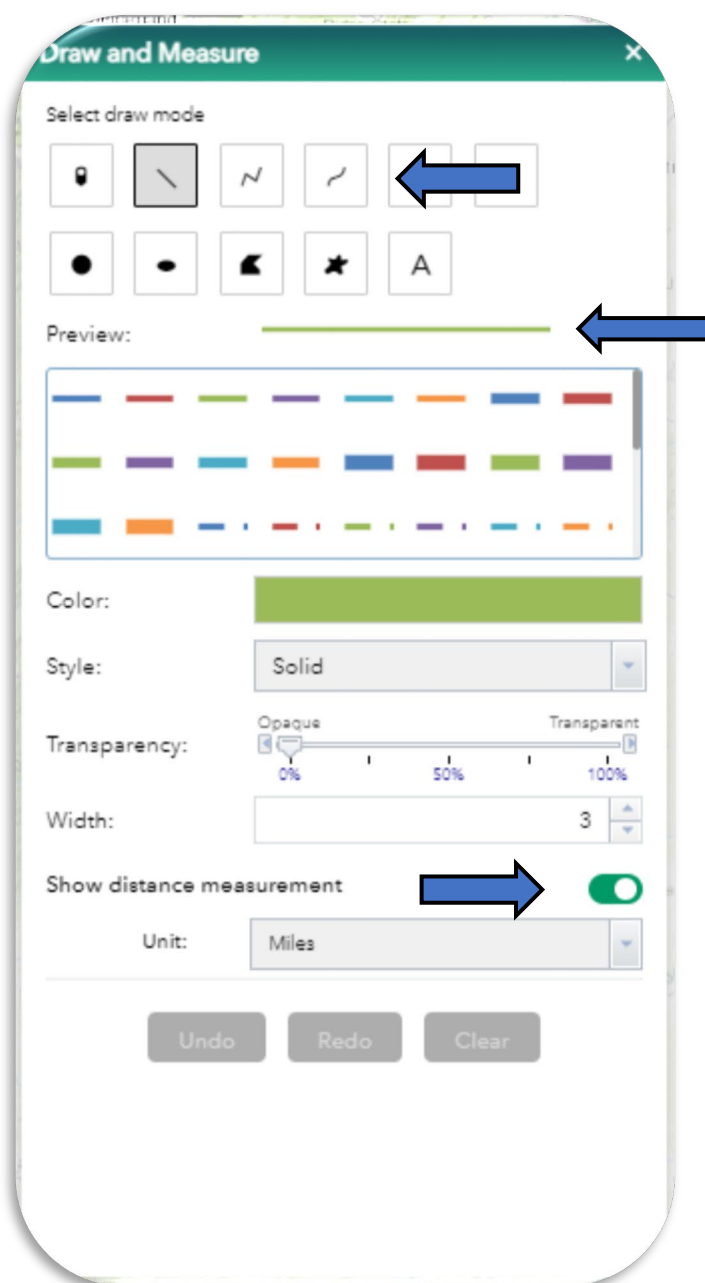 Draw and Measure ×
Select draw mode
A
Preview:
Color:
Style: Solid
Opaque Transparent
Transparency:
0% 50% 100%
Width: 3
Show distance measurement
Unit: Miles
Undo Redo Clear